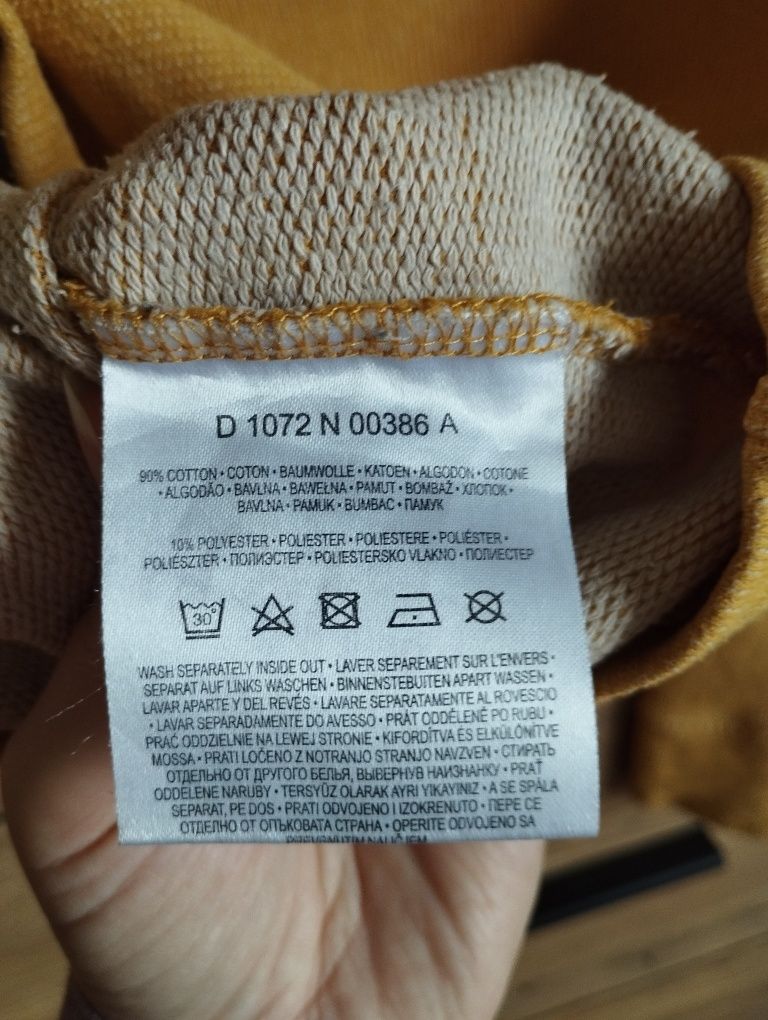 D 1072 N 00386 A
90% COTTON • COTON • BAUMWOLLE • KATOEN • ALGODON • COTONE
• ALGODÃO • BAVLNA • BAWEŁNA • PAMUT • BOMBAŽ • ХЛОПОК •
BAVLNA • PAMUK • BUMBAC • ПАМУК
10% POLYESTER • POLIESTER • POLIESTERE • POLIÉSTER •
POLIÉSZTER • ПОЛИЭСТЕР • POLIESTERSKO VLAKNO • ПОЛИЕСТЕР
30°
WASH SEPARATELY INSIDE OUT • LAVER SEPAREMENT SUR L'ENVERS •
SEPARAT AUF LINKS WASCHEN • BINNENSTEBUITEN APART WASSEN •
LAVAR APARTE Y DEL REVÉS • LAVARE SEPARATAMENTE AL ROVESCIO
• LAVAR SEPARADAMENTE DO AVESSO • PRÁT ODDĚLENĚ PO RUBU •
PRAĆ ODDZIELNIE NA LEWEJ STRONIE • KIFORDÍTVA ÉS ELKÜLÖNÍTVE
MOSSA • PRATI LOČENO Z NOTRANJO STRANJO NAVZVEN • СТИРАТЬ
ОТДЕЛЬНО ОТ ДРУГОГО БЕЛЬЯ, ВЫВЕРНУВ НАИЗНАНКУ • PRAŤ
ODDELENE NARUBY • TERSYÜZ OLARAK AYRI YIKAYINIZ • A SE SPĂLA
SEPARAT, PE DOS • PRATI ODVOJENO I IZOKRENUTO • ПЕРЕ СЕ
ОТДЕЛНО ОТ ОПЪКОВАТА СТРАНА • OPERITE ODVOJENO SA